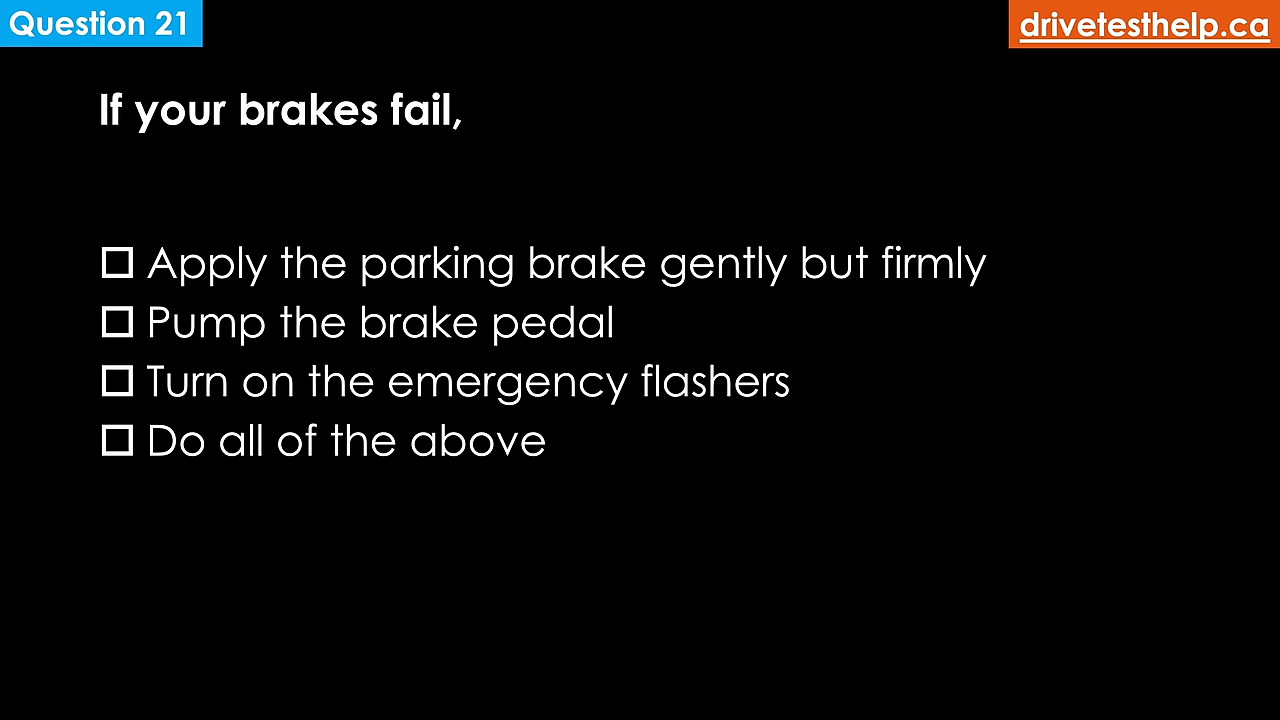 Question 21
drivetesthelp.ca
If your brakes fail,
Apply the parking brake gently but firmly
Pump the brake pedal
Turn on the emergency flashers
Do all of the above